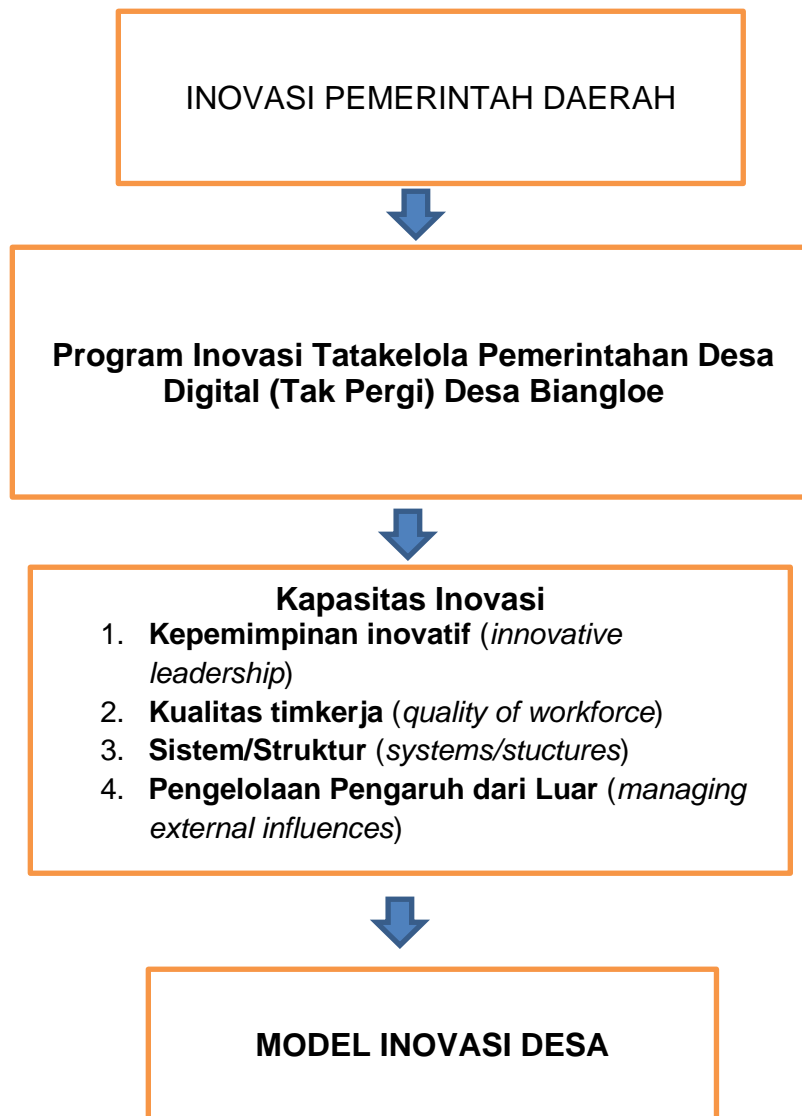 INOVASI PEMERINTAH DAERAH
Program Inovasi Tatakelola Pemerintahan Desa
Digital (Tak Pergi) Desa Biangloe
Kapasitas Inovasi
1. Kepemimpinan inovatif (innovative
leadership)
2. Kualitas timkerja (quality of workforce)
3. Sistem/Struktur (systems/stuctures)
4. Pengelolaan Pengaruh dari Luar (managing
external influences)
MODEL INOVASI DESA